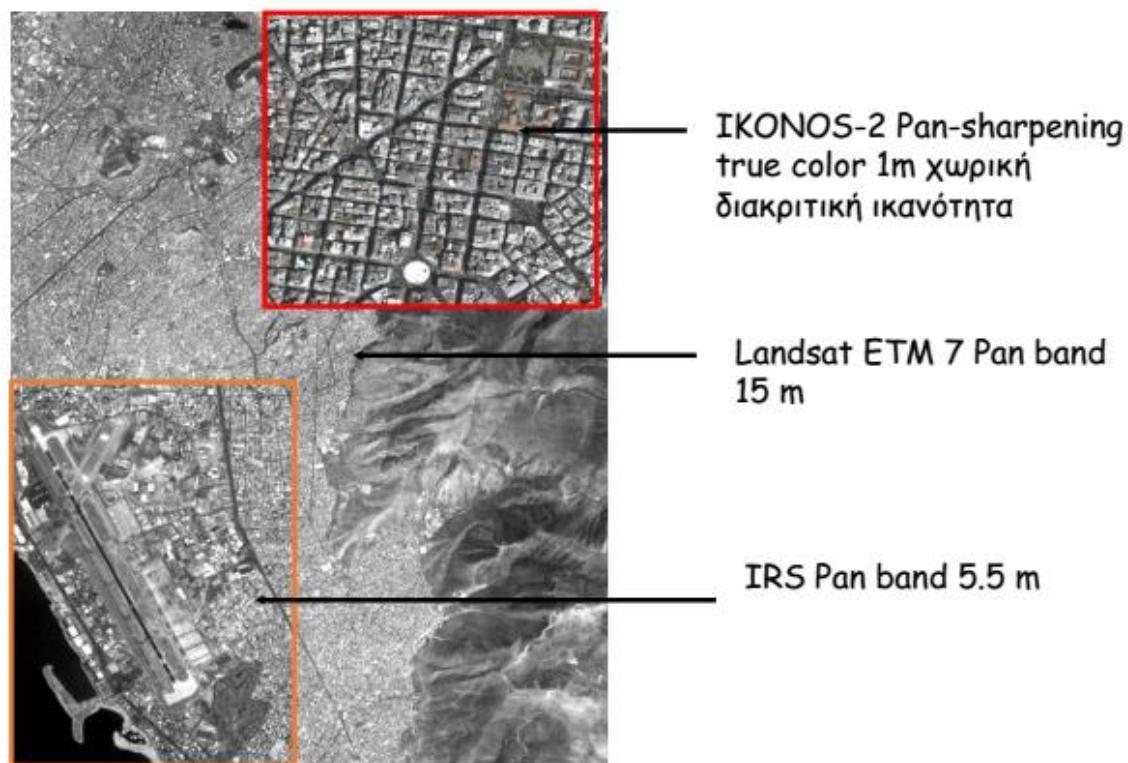 IKONOS-2 Pan-sharpening
true color 1m χωρική
διακριτική ικανότητα
Landsat ETM 7 Pan band
15 m
IRS Pan band 5.5 m